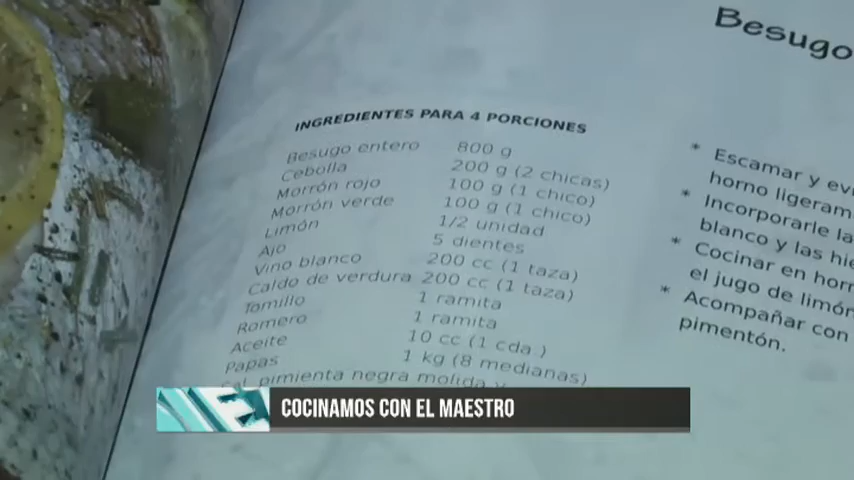 Besugo
INGREDIENTES PARA 4 PORCIONES
Besugo entero 800 g
Cebolla 200 g (2 chicas)
Morrón rojo 100 g (1 chico)
Morrón verde 100 g (1 chico)
Limón 1/2 unidad
Ajo 5 dientes
Vino blanco 200 cc (1 taza)
Caldo de verdura 200 cc (1 taza)
Tomillo 1 ramita
Romero 1 ramita
Aceite 10 cc (1 cda.)
Papas 1 kg (8 medianas)
Sal, pimienta negra molida y
* Escamar y ev
horno ligeram
* Incorporarle la
blanco y las hie
* Cocinar en horn
el jugo de limón
* Acompañar con
pimentón.
COCINAMOS CON EL MAESTRO